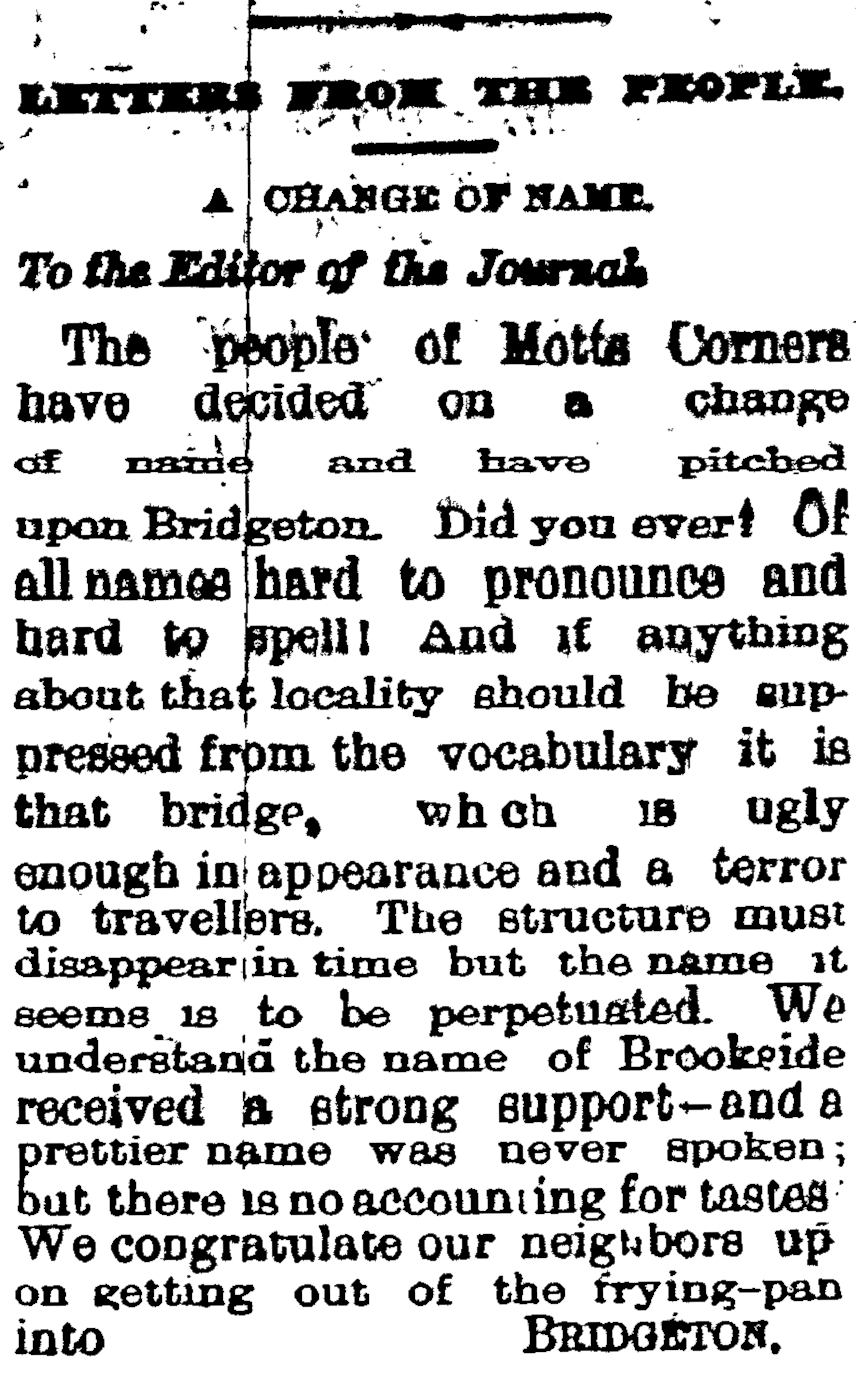 LETTERS FROM THE PEOPLE.
A CHANGE OF NAME.
To the Editor of the Journal.
The people of Motts Corners
have decided on a change
of name and have pitched
upon Bridgeton. Did you ever! Of
all names hard to pronounce and
hard to spell! And if anything
about that locality should be sup-
pressed from the vocabulary it is
that bridge, wh ch is ugly
enough in appearance and a terror
to travellers. The structure must
disappear in time but the name it
seems is to be perpetuated. We
understand the name of Brookside
received a strong support—and a
prettier name was never spoken;
but there is no accounting for tastes
We congratulate our neighbors up
on getting out of the frying-pan
into BRIDGETON.